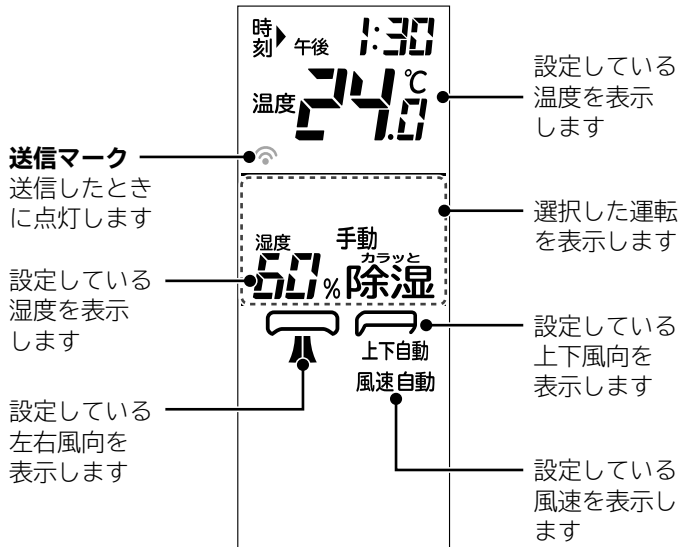 時刻 午後 1:30
温度 24.0℃
設定している
温度を表示
します
送信マーク
送信したとき
に点灯します
選択した運転
を表示します
湿度 手動
カラッと
60% 除湿
設定している
湿度を表示
します
上下自動
風速自動
設定している
上下風向を
表示します
設定している
左右風向を
表示します
設定している
風速を表示し
ます